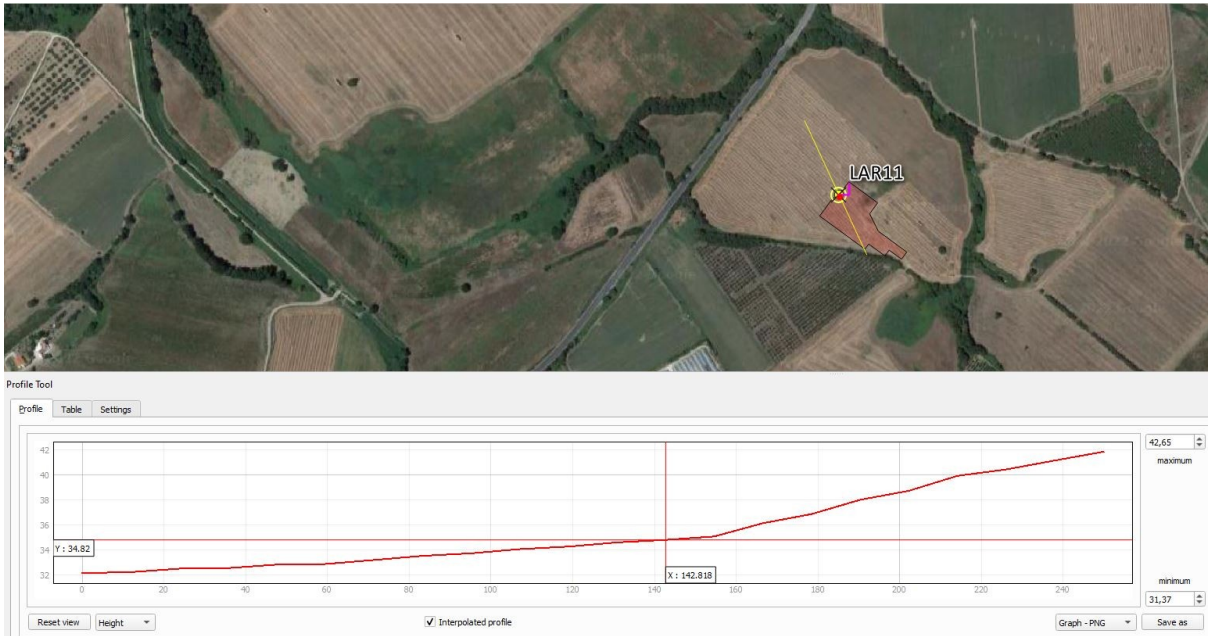 LAR11
Profile Tool
Profile Table Settings
42
40
38
36
34
32
Y : 34.82
X : 142.818
0 20 40 60 80 100 120 140 160 180 200 220 240
42,65
maximum
minimum
31,37
Reset view Height Interpolated profile Graph - PNG Save as